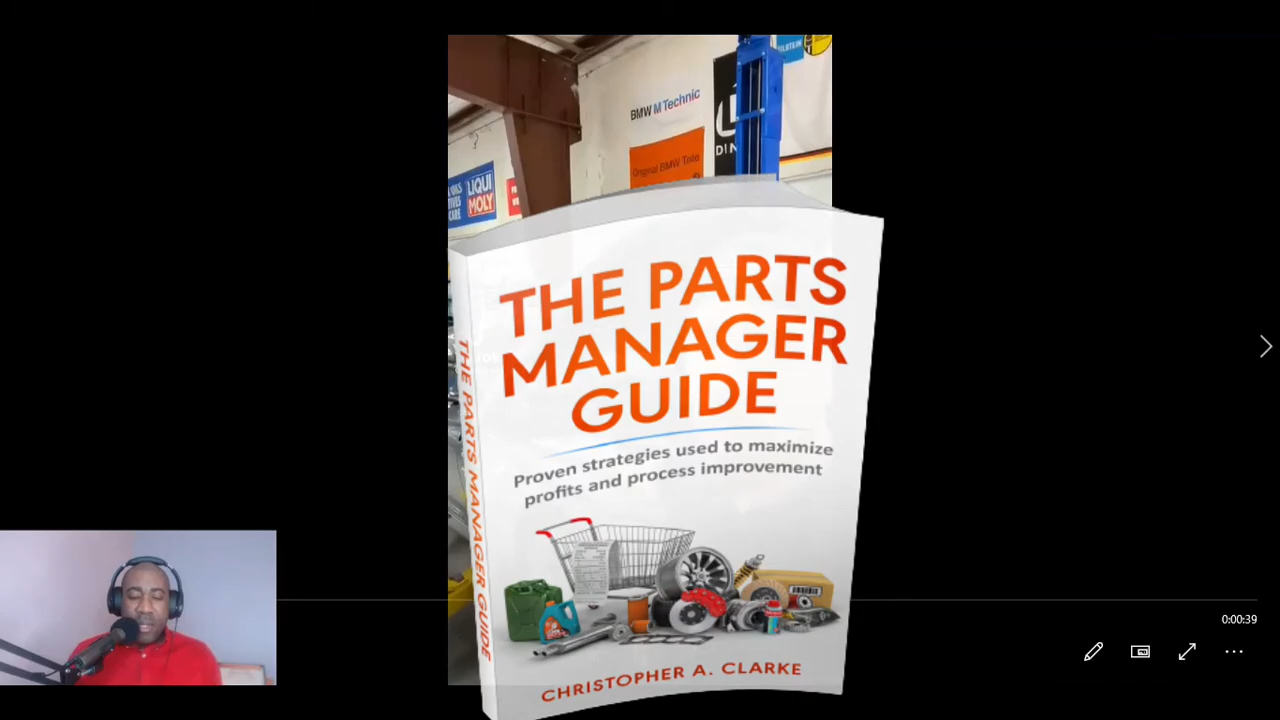 BMW M Technic
Original BMW Teile
LIQUI
MOLY
THE PARTS
MANAGER
GUIDE
Proven strategies used to maximize
profits and process improvement
CHRISTOPHER A. CLARKE
THE PARTS MANAGER GUIDE
0:00:39